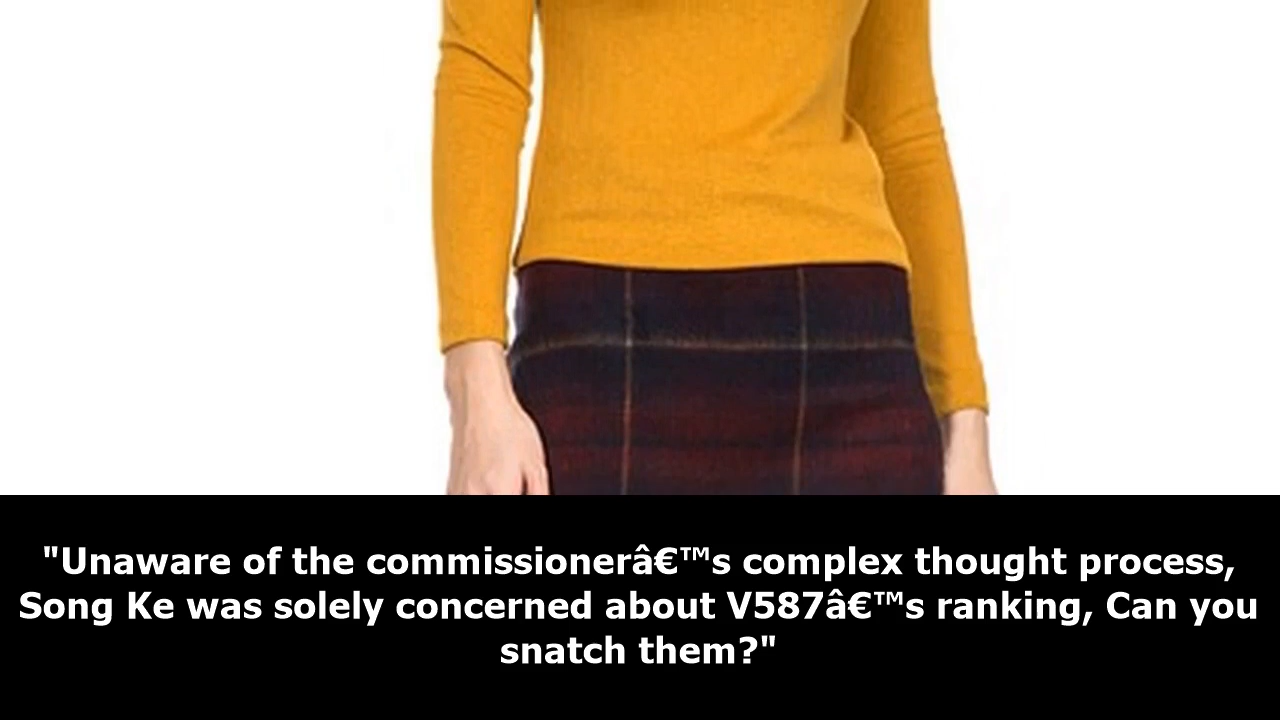 "Unaware of the commissionerâ€™s complex thought process,
Song Ke was solely concerned about V587â€™s ranking, Can you
snatch them?"